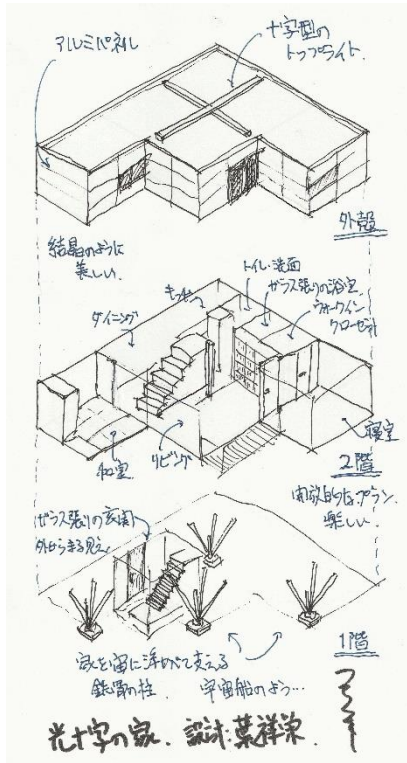 アルミパネル
十字型の
トップライト.
外殻
結晶のように
美しい.
トイレ・洗面
ガラス張りの浴室
ウォークイン
クローゼット
キッチン
ダイニング
和室
リビング
寝室
2階
開放的なプラン.
楽しい.
ガラス張りの玄関
外からまる見え
1階
家を宙に浮かべて支える
鉄骨の柱.
宇宙船のよう…
光十字の家. 設計:葉祥栄.